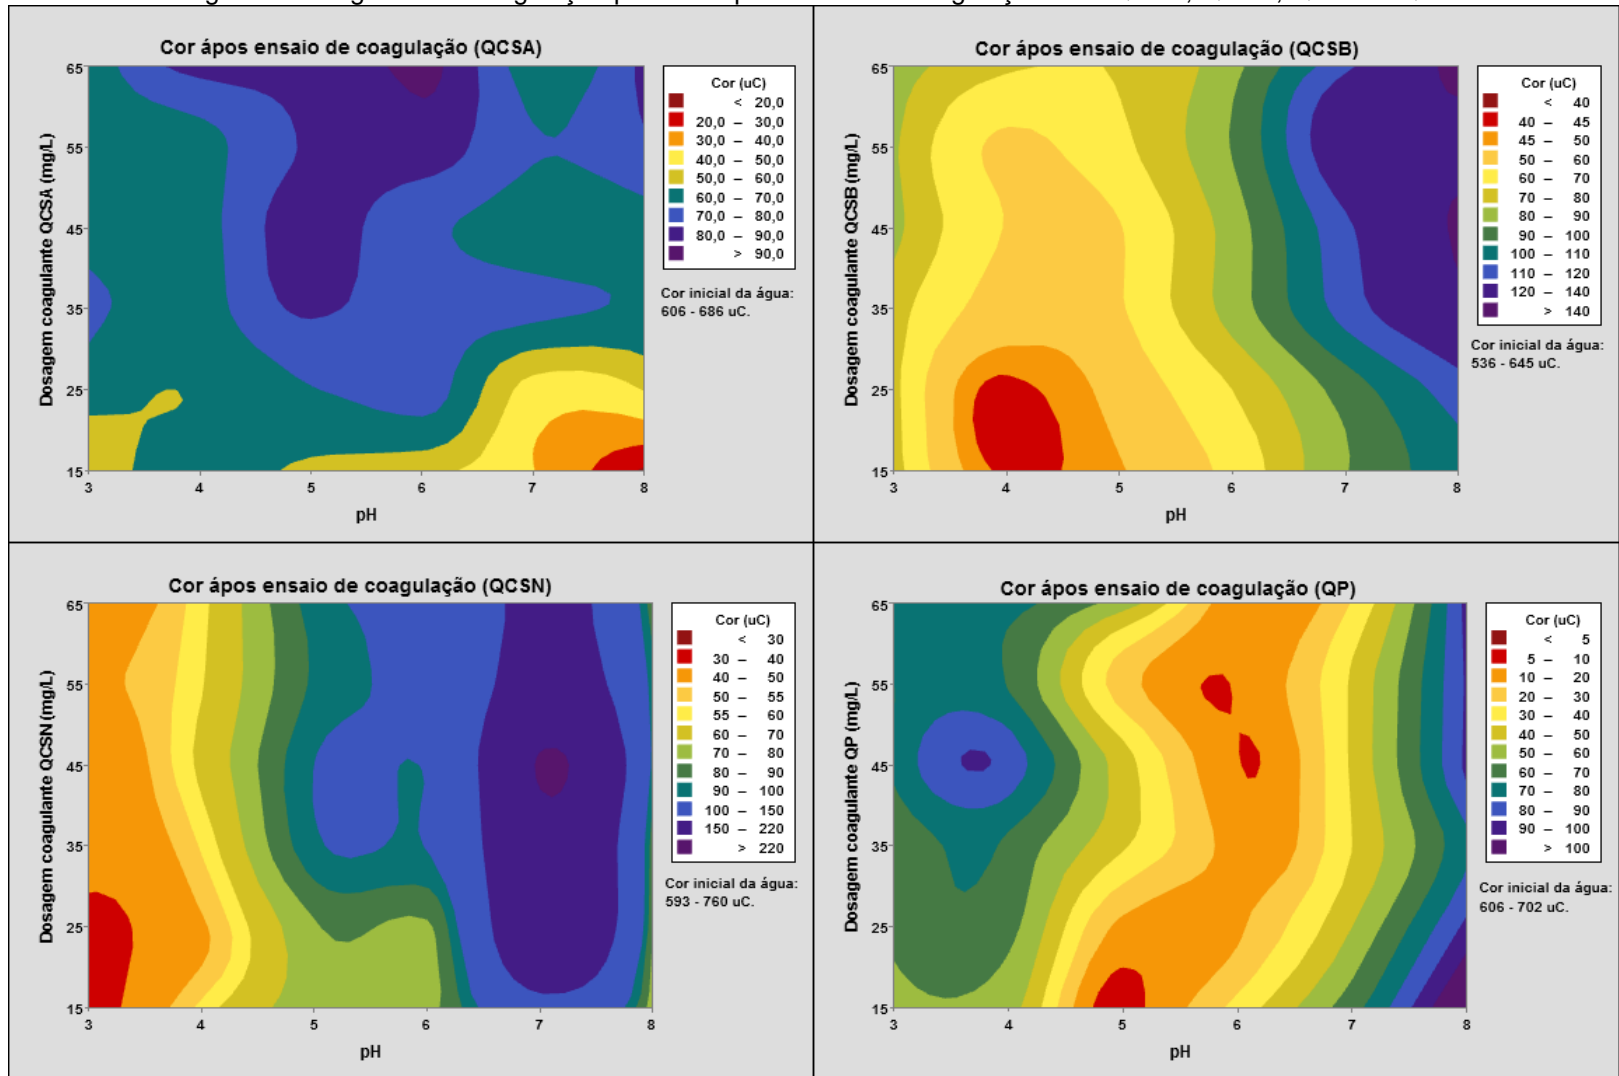 Cor ápos ensaio de coagulação (QCSA)
Dosagem coagulante QCSA (mg/L)
65
55
45
35
25
15
3 4 5 6 7 8
pH
Cor (uC)
< 20,0
20,0 – 30,0
30,0 – 40,0
40,0 – 50,0
50,0 – 60,0
60,0 – 70,0
70,0 – 80,0
80,0 – 90,0
> 90,0
Cor inicial da água:
606 - 686 uC.
Cor ápos ensaio de coagulação (QCSB)
Dosagem coagulante QCSB (mg/L)
65
55
45
35
25
15
3 4 5 6 7 8
pH
Cor (uC)
< 40
40 – 45
45 – 50
50 – 60
60 – 70
70 – 80
80 – 90
90 – 100
100 – 110
110 – 120
120 – 140
> 140
Cor inicial da água:
536 - 645 uC.
Cor ápos ensaio de coagulação (QCSN)
Dosagem coagulante QCSN (mg/L)
65
55
45
35
25
15
3 4 5 6 7 8
pH
Cor (uC)
< 30
30 – 40
40 – 50
50 – 55
55 – 60
60 – 70
70 – 80
80 – 90
90 – 100
100 – 150
150 – 220
> 220
Cor inicial da água:
593 - 760 uC.
Cor ápos ensaio de coagulação (QP)
Dosagem coagulante QP (mg/L)
65
55
45
35
25
15
3 4 5 6 7 8
pH
Cor (uC)
< 5
5 – 10
10 – 20
20 – 30
30 – 40
40 – 50
50 – 60
60 – 70
70 – 80
80 – 90
90 – 100
> 100
Cor inicial da água:
606 - 702 uC.